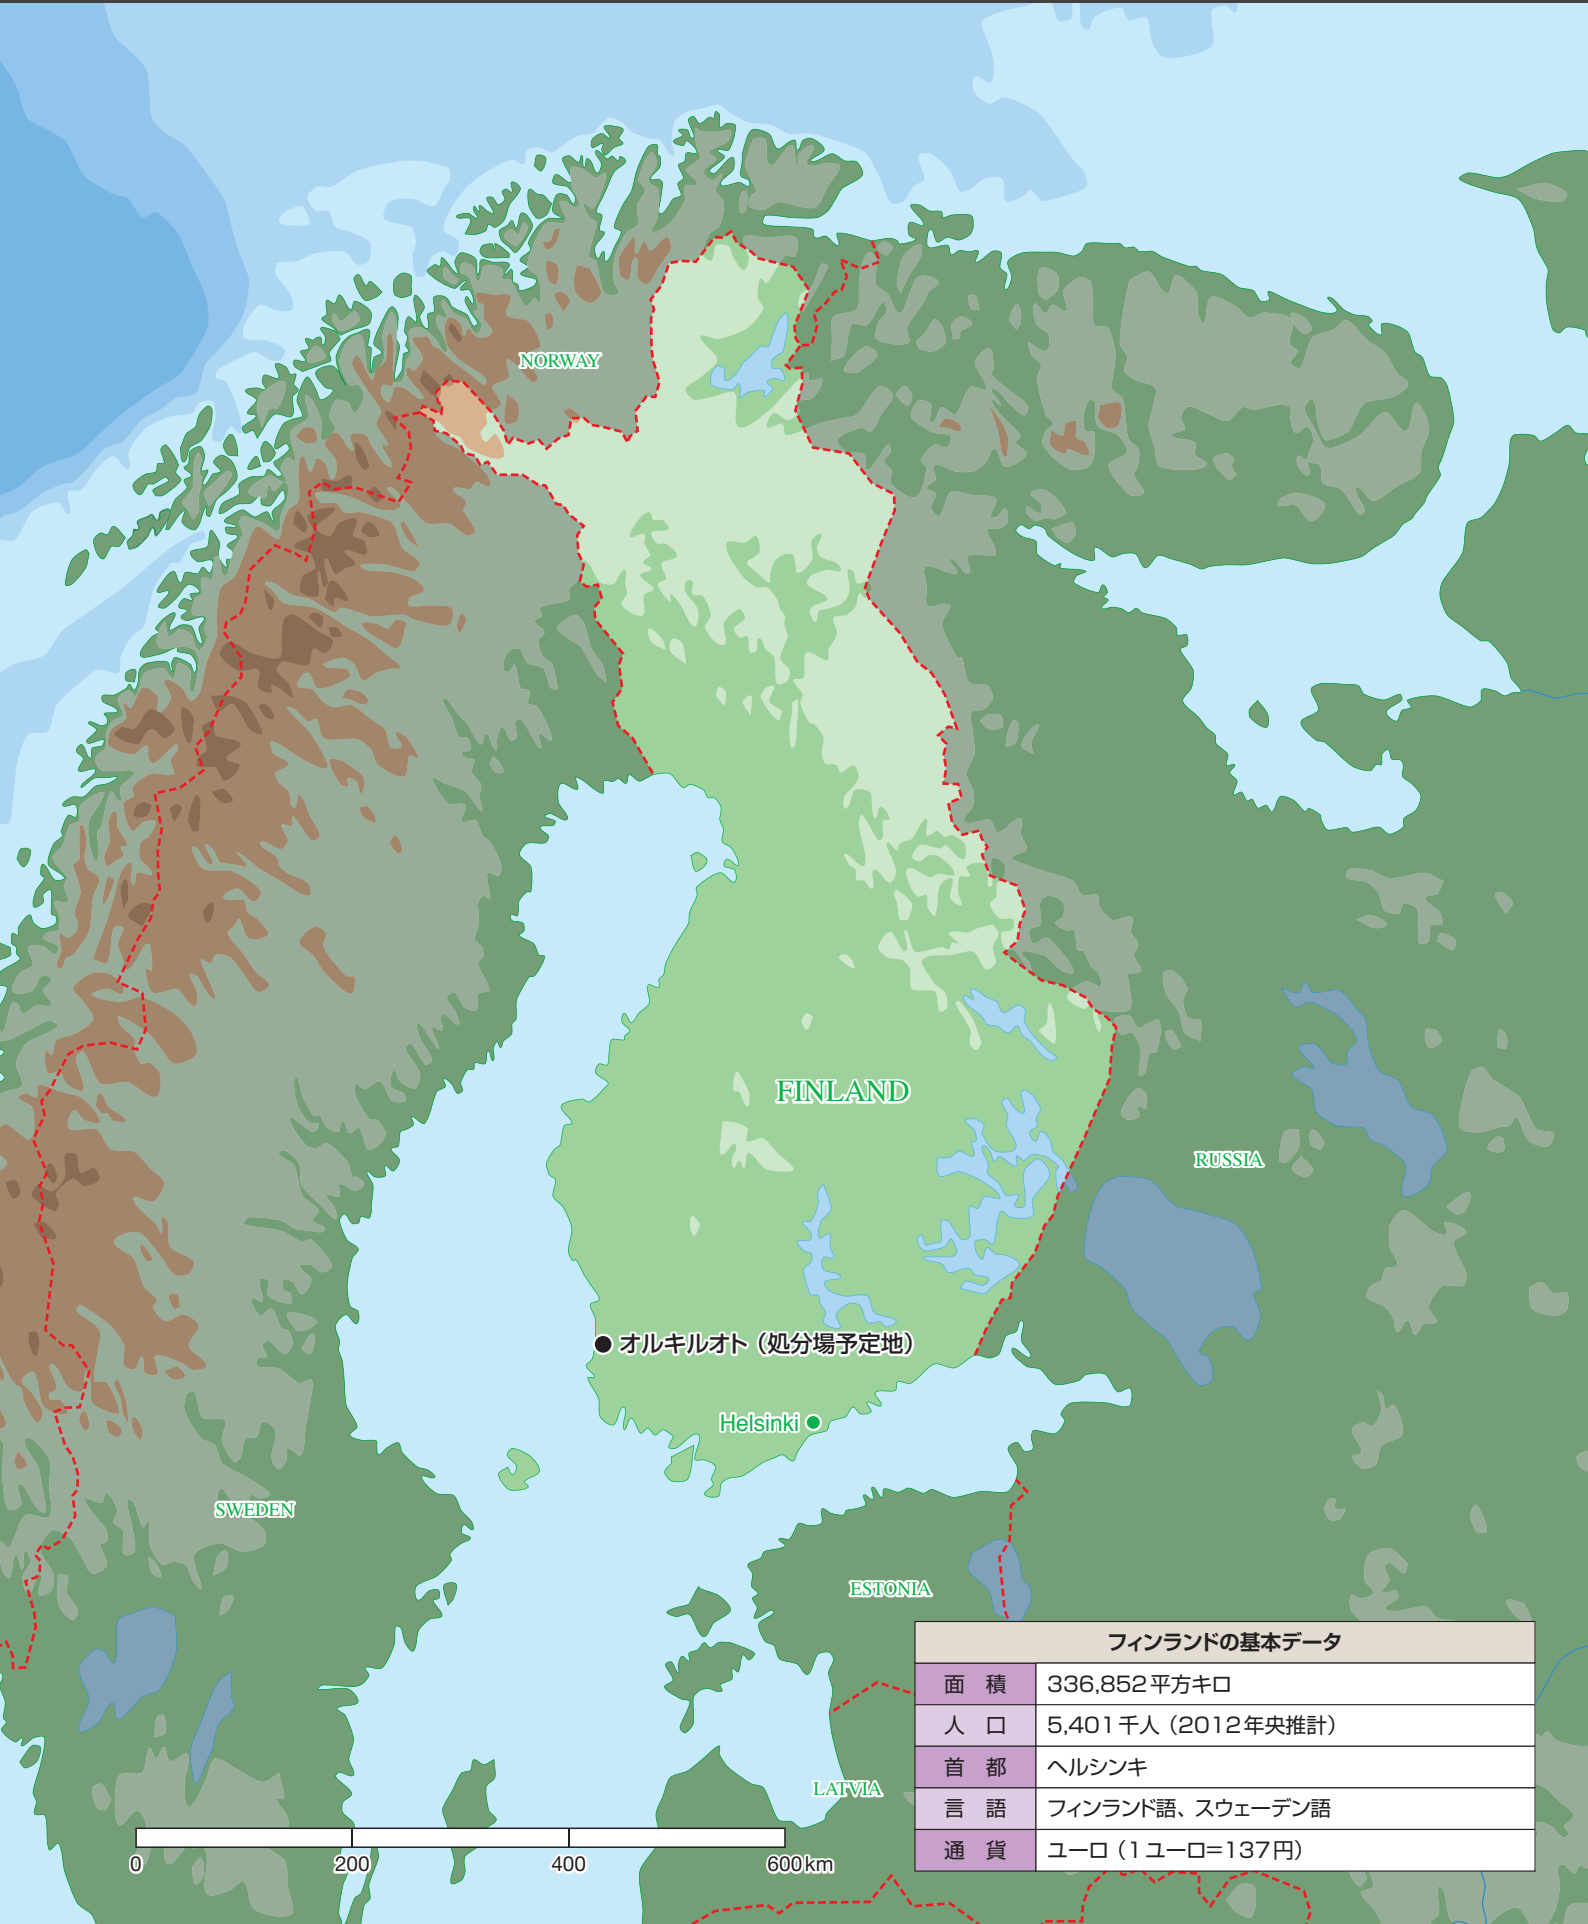 NORWAY
FINLAND
RUSSIA
オルキルオト（処分場予定地）
Helsinki
SWEDEN
ESTONIA
LATVIA
フィンランドの基本データ
面　積 336,852平方キロ
人　口 5,401千人（2012年央推計）
首　都 ヘルシンキ
言　語 フィンランド語、スウェーデン語
通　貨 ユーロ（1ユーロ=137円）
0 200 400 600km